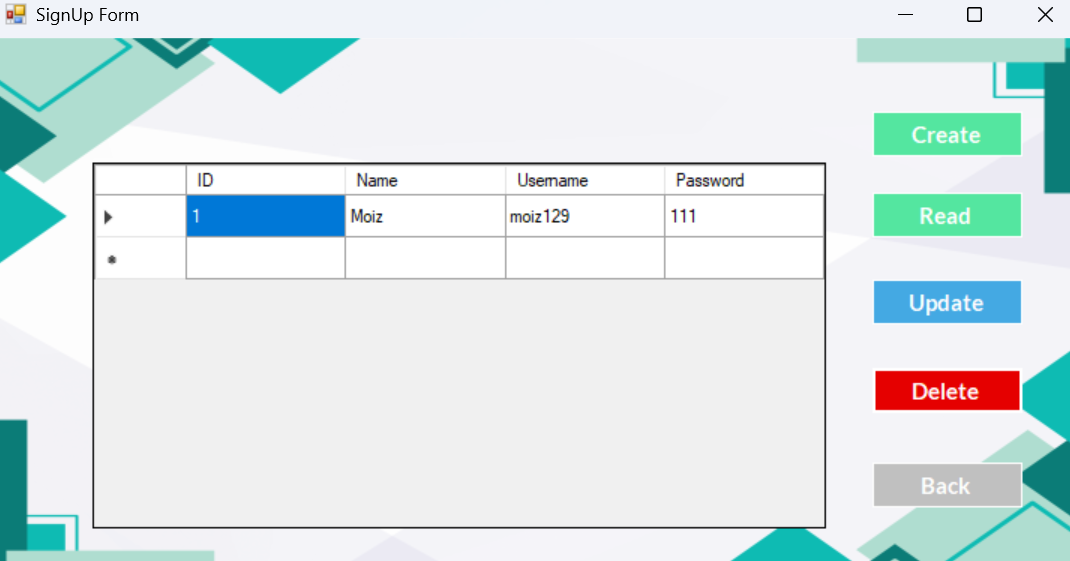 SignUp Form
Create
ID Name Username Password
1 Moiz moiz129 111
Read
Update
Delete
Back